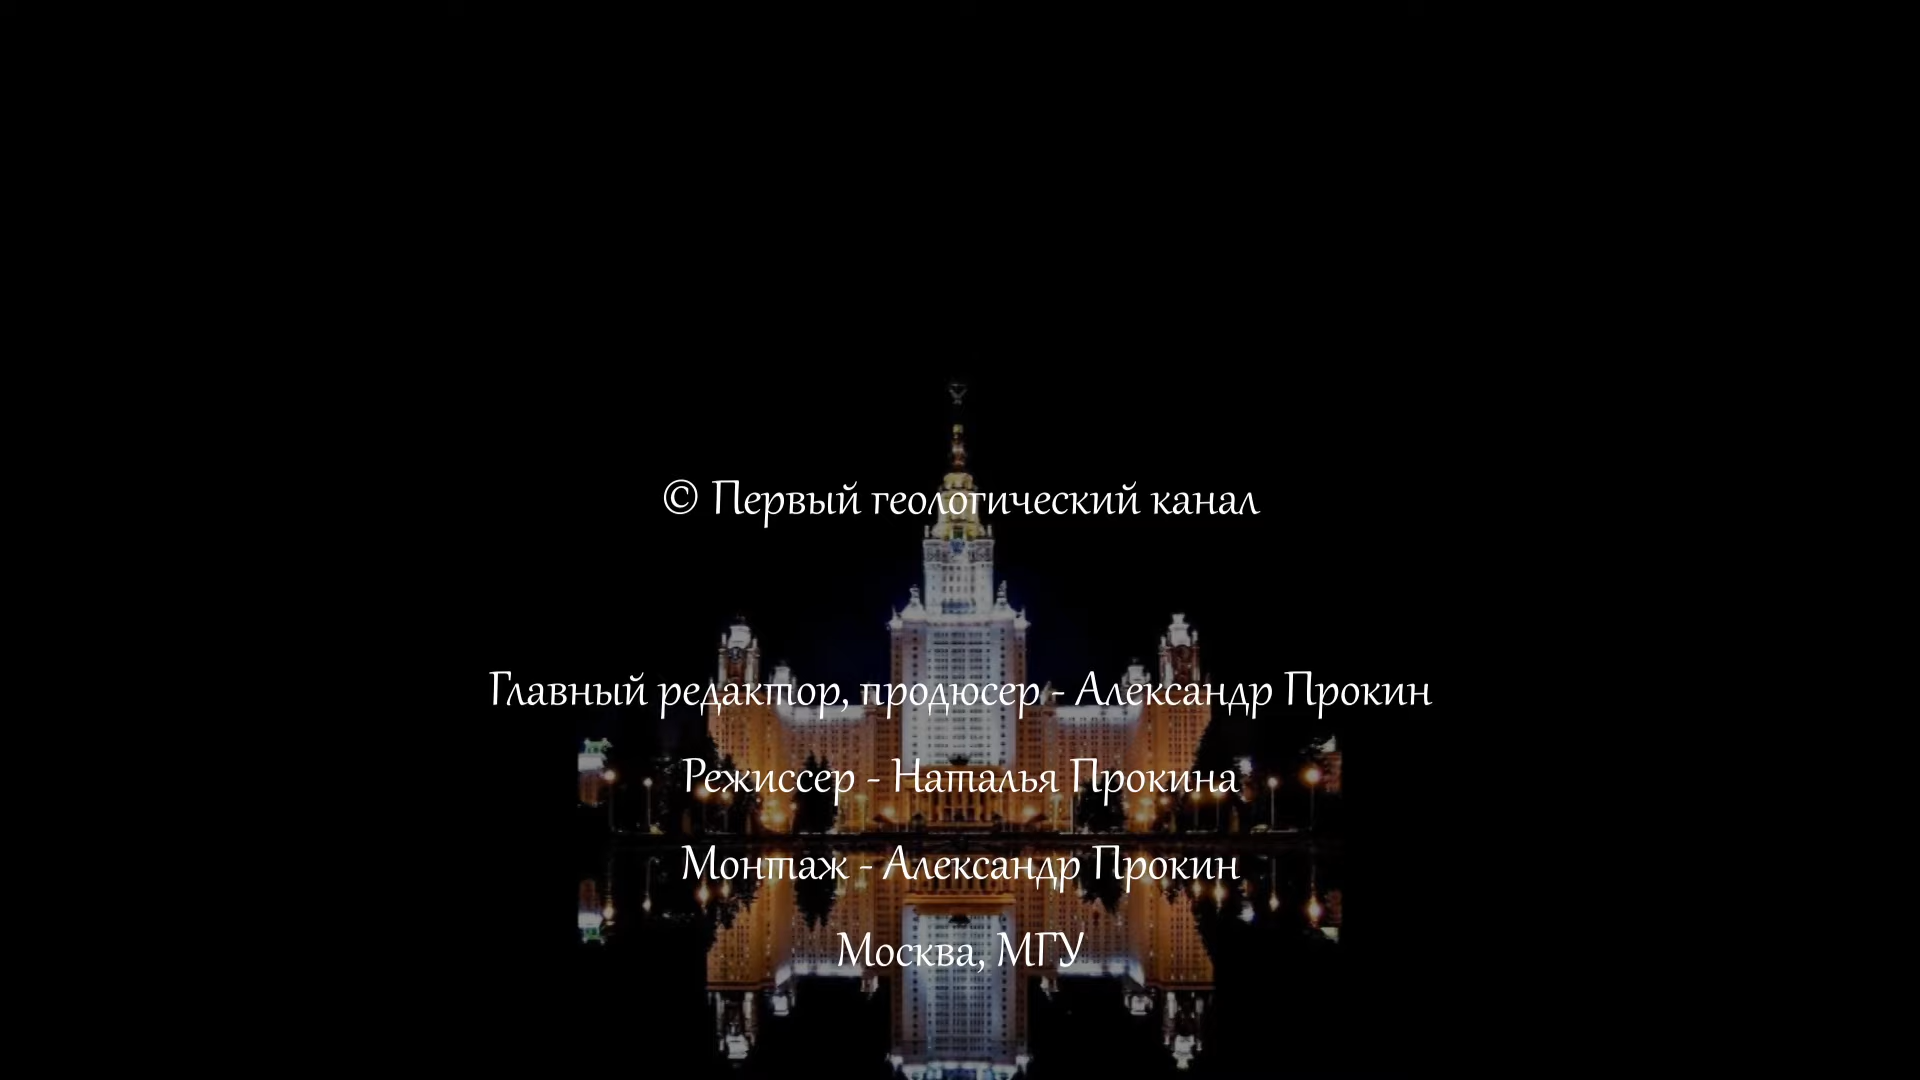 © Первый геологический канал
Главный редактор, продюсер - Александр Прокин
Режиссер - Наталья Прокина
Монтаж - Александр Прокин
Москва, МГУ